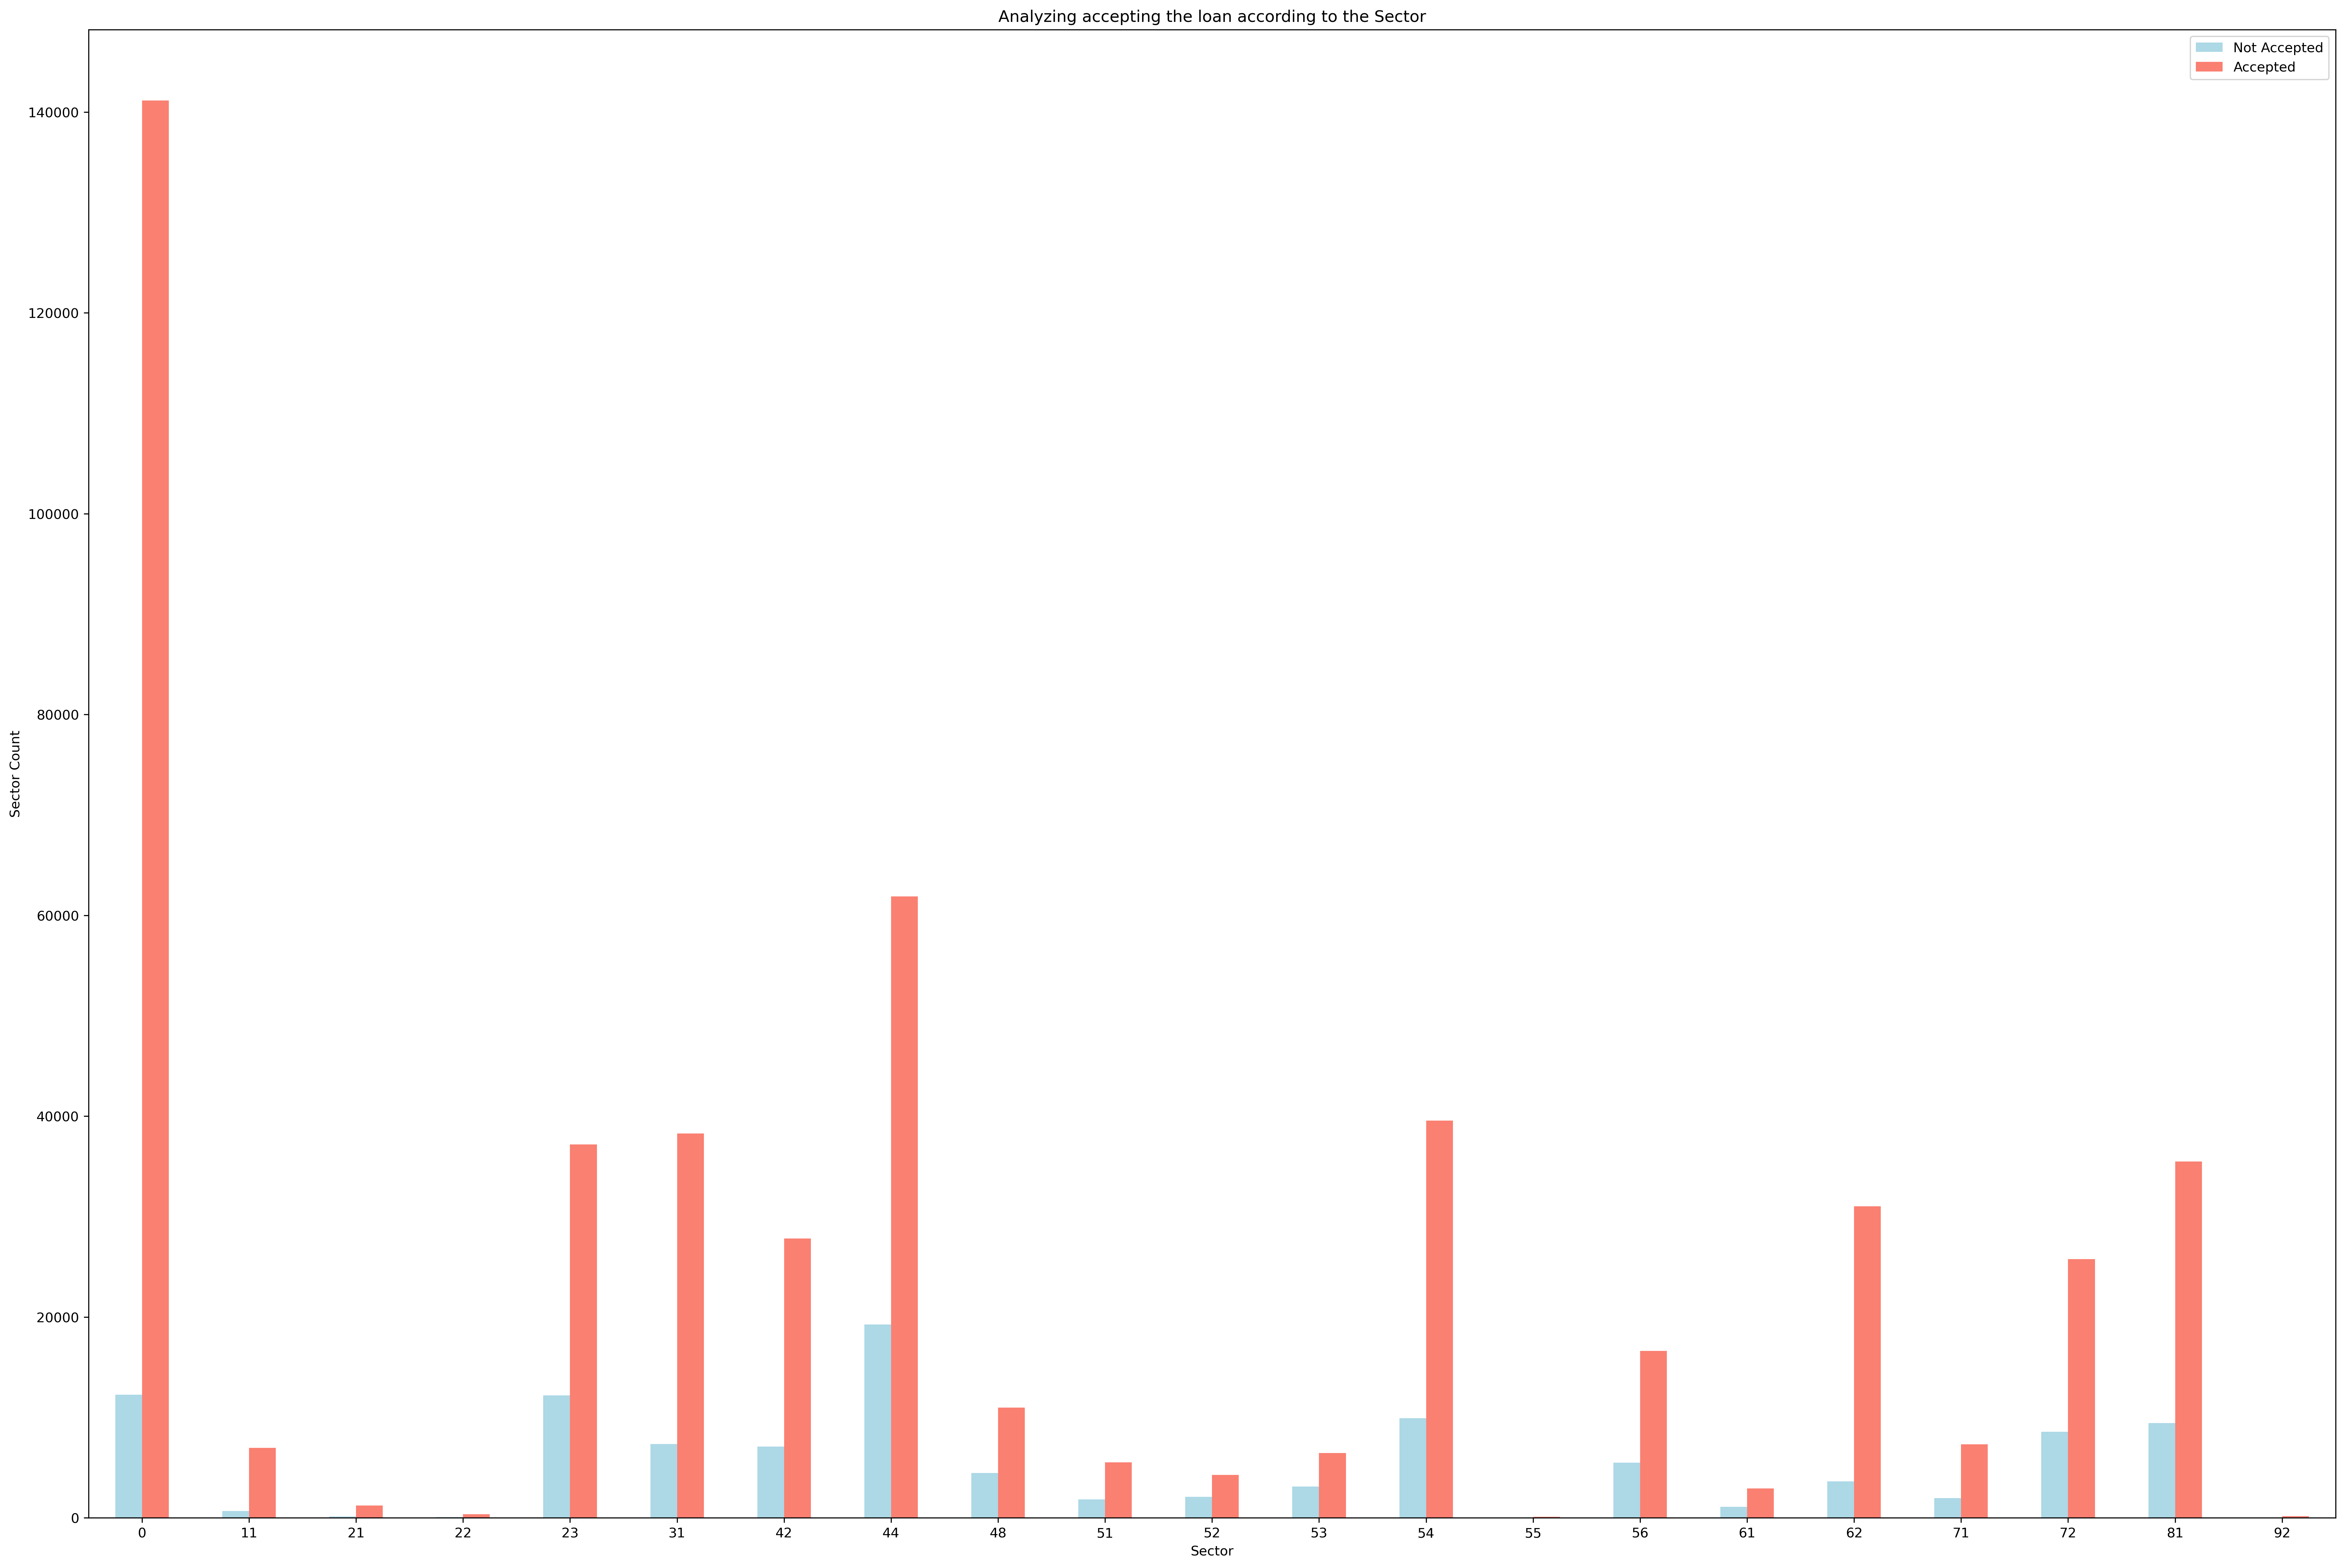 Analyzing accepting the loan according to the Sector
Not Accepted
Accepted
140000
120000
100000
80000
60000
40000
20000
0
Sector Count
0 11 21 22 23 31 42 44 48 51 52 53 54 55 56 61 62 71 72 81 92
Sector